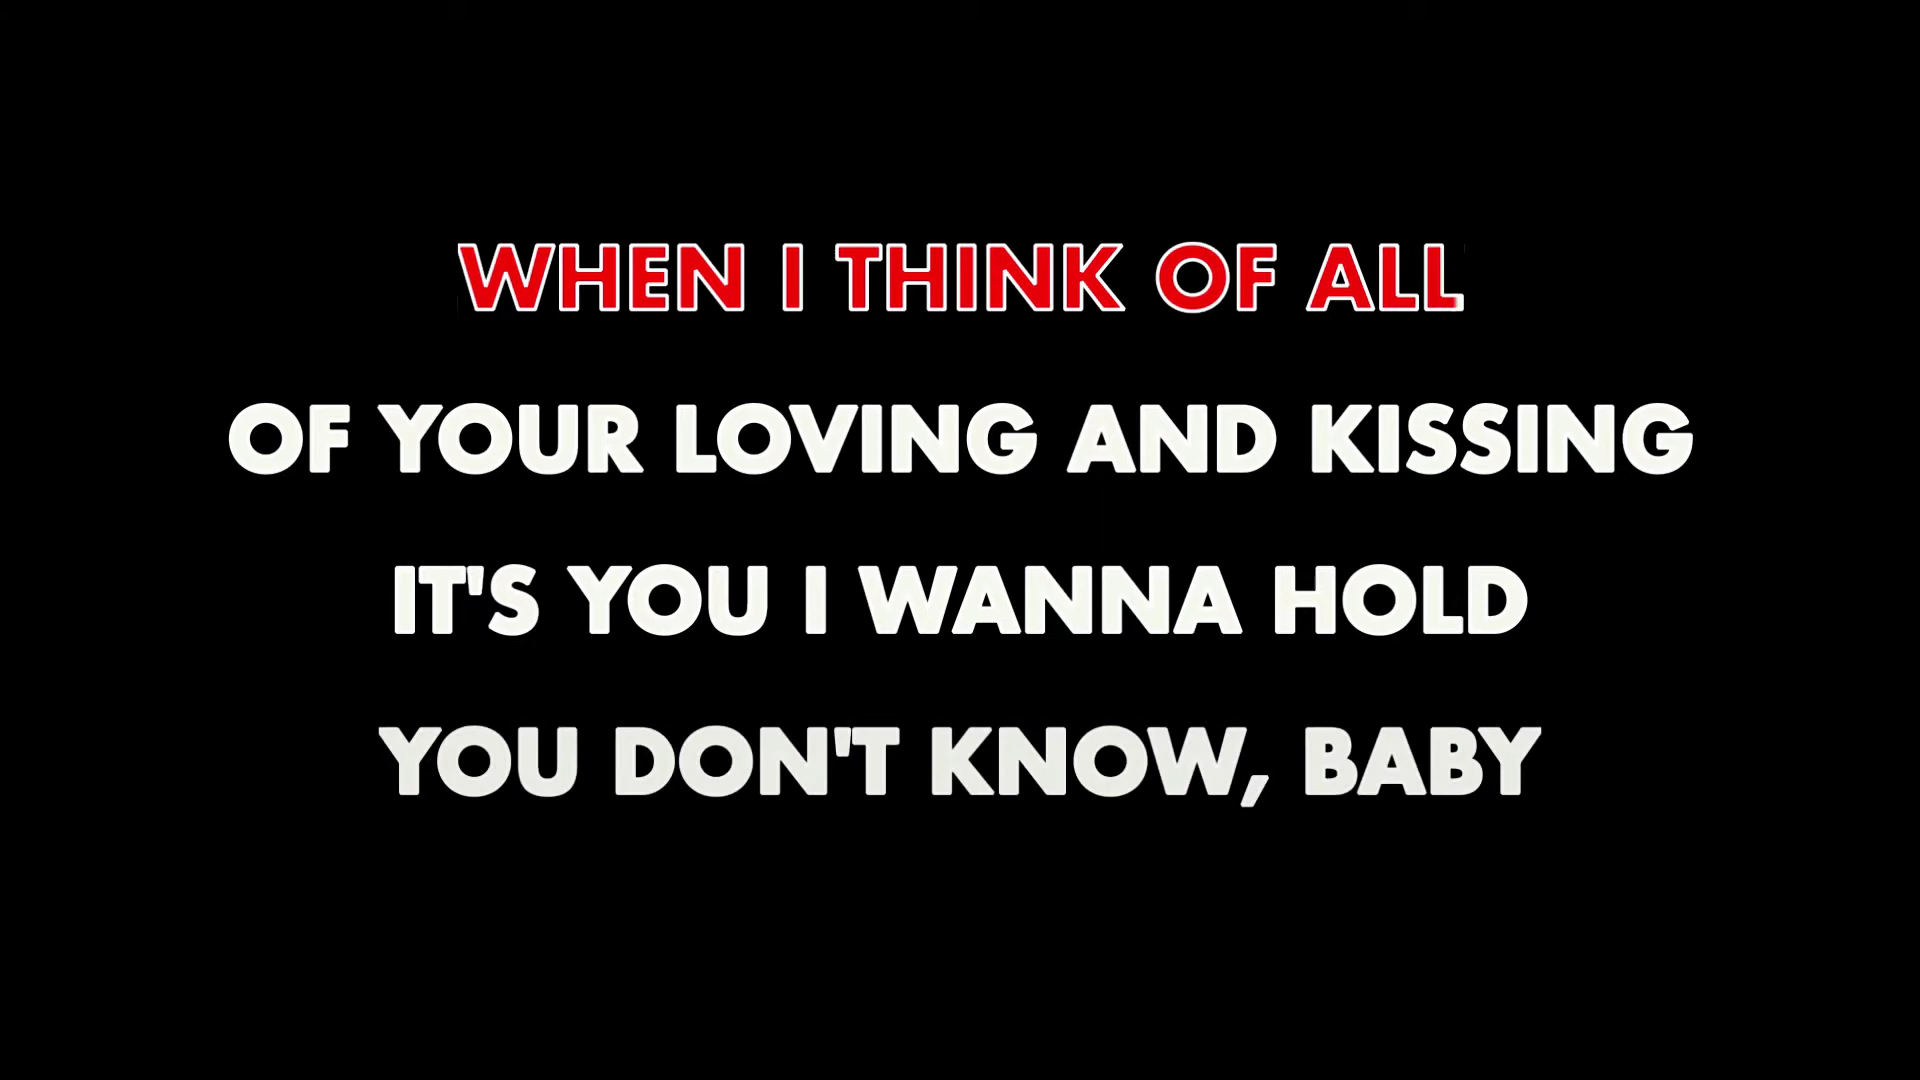 WHEN I THINK OF ALL
OF YOUR LOVING AND KISSING
IT'S YOU I WANNA HOLD
YOU DON'T KNOW, BABY